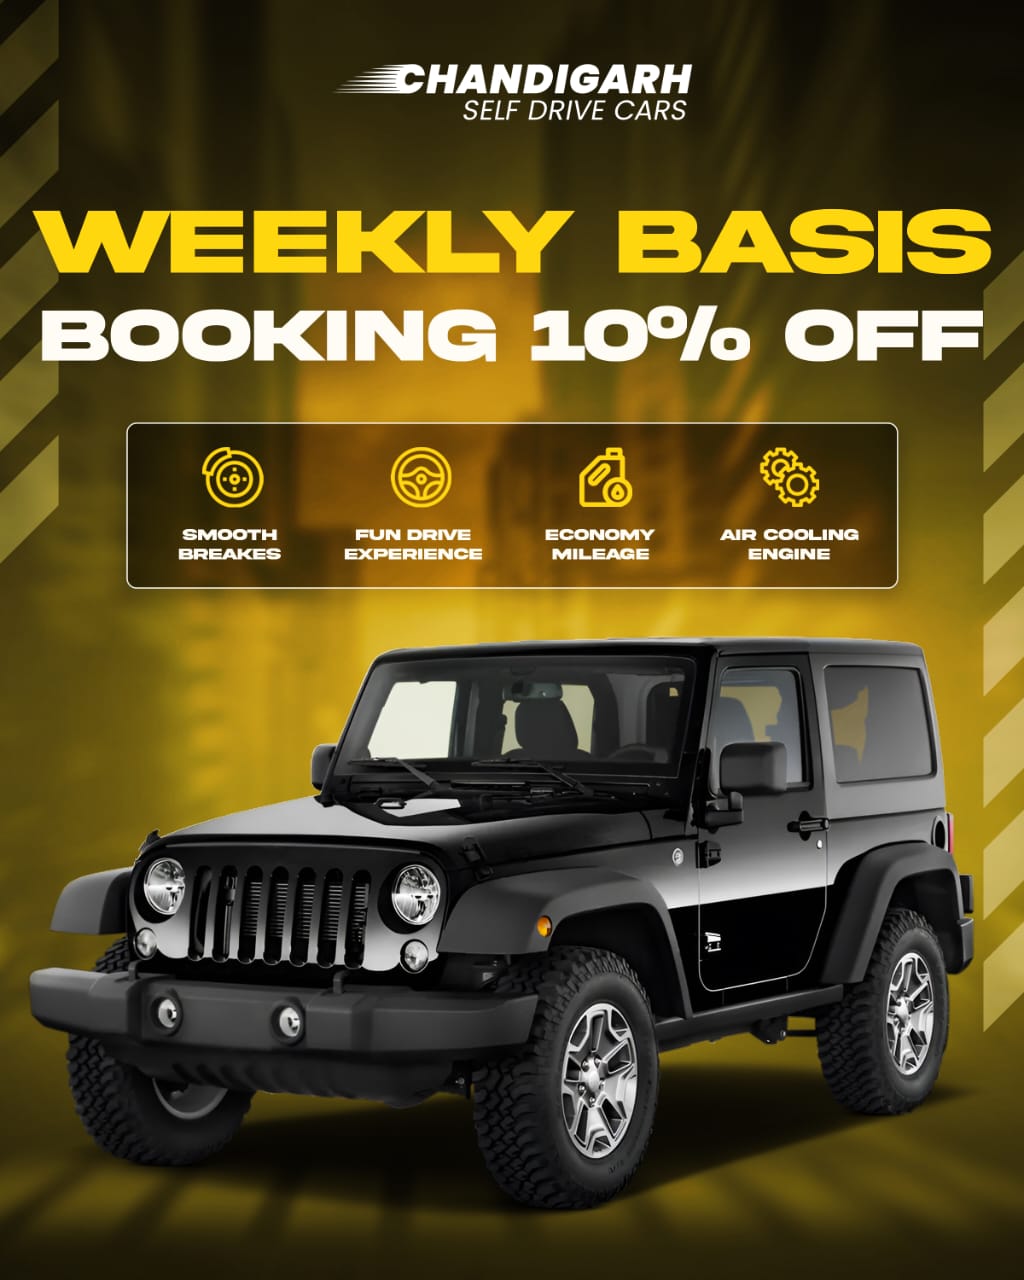 CHANDIGARH
SELF DRIVE CARS
WEEKLY BASIS
BOOKING 10% OFF
SMOOTH
BREAKES
FUN DRIVE
EXPERIENCE
ECONOMY
MILEAGE
AIR COOLING
ENGINE